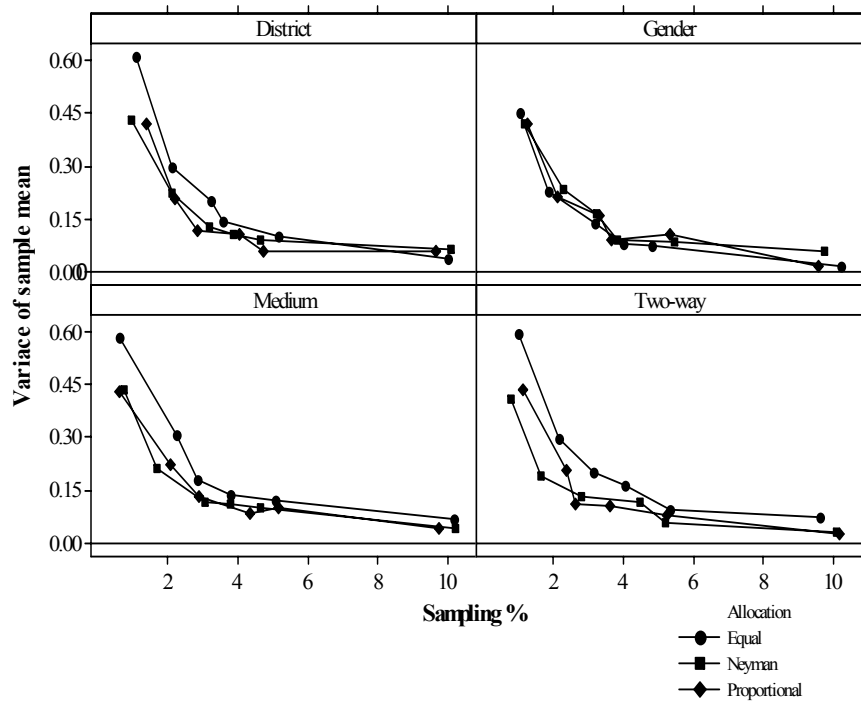 District Gender
0.60
0.45
0.30
0.15
0.00
Medium Two-way
0.60
0.45
0.30
0.15
0.00
Variace of sample mean
2 4 6 8 10 2 4 6 8 10
Sampling %
Allocation
Equal
Neyman
Proportional